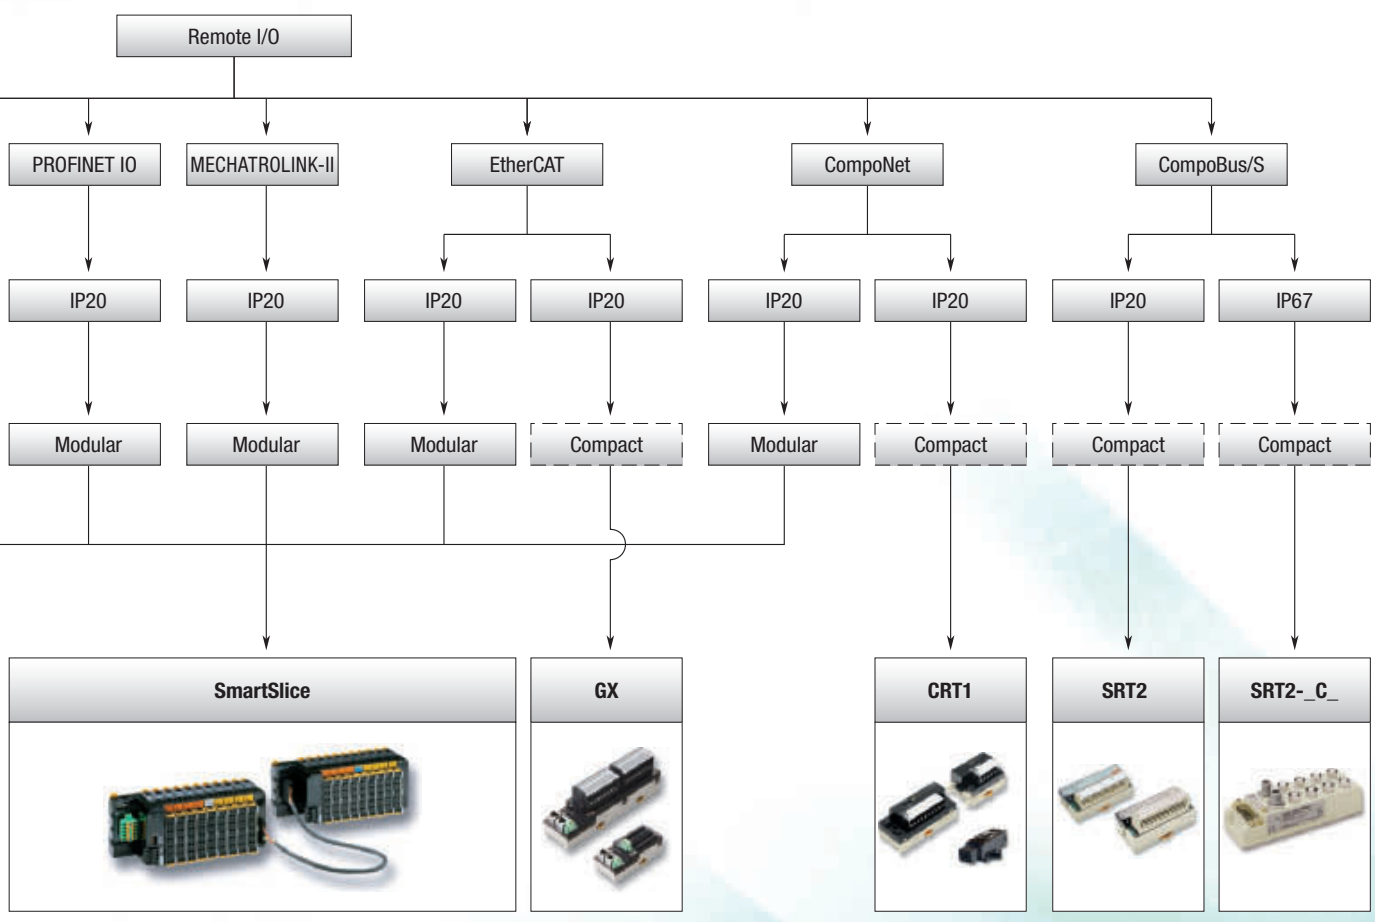 Remote I/O
PROFINET IO
MECHATROLINK-II
EtherCAT
CompoNet
CompoBus/S
IP20
IP20
IP20
IP20
IP20
IP20
IP20
IP67
Modular
Modular
Modular
Compact
Modular
Compact
Compact
Compact
SmartSlice
GX
CRT1
SRT2
SRT2-_C_